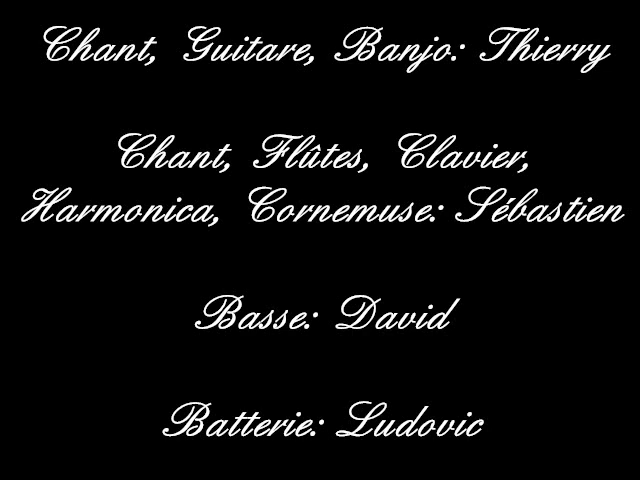 Chant, Guitare, Banjo: Thierry
Chant, Flûtes, Clavier,
Harmonica, Cornemuse: Sébastien
Basse: David
Batterie: Ludovic